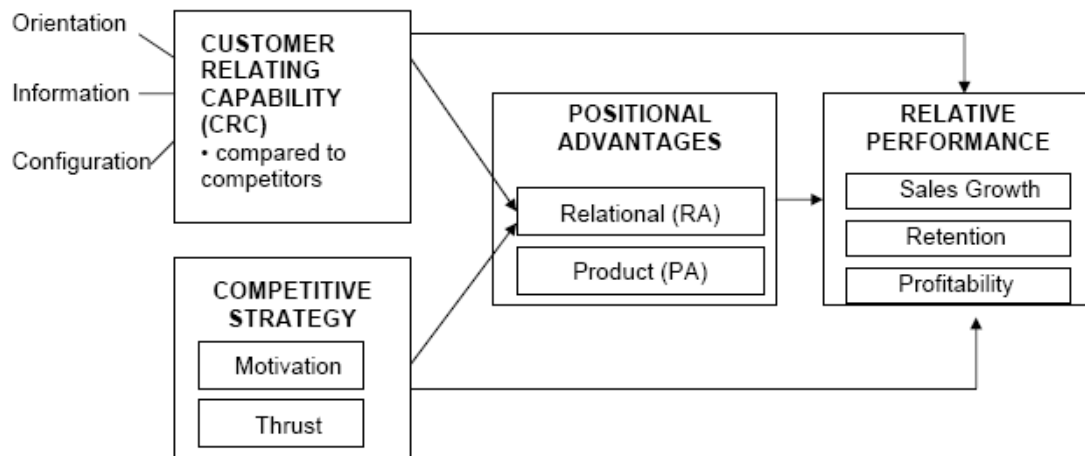 Orientation
Information
Configuration
CUSTOMER
RELATING
CAPABILITY
(CRC)
• compared to
competitors
COMPETITIVE
STRATEGY
Motivation
Thrust
POSITIONAL
ADVANTAGES
Relational (RA)
Product (PA)
RELATIVE
PERFORMANCE
Sales Growth
Retention
Profitability